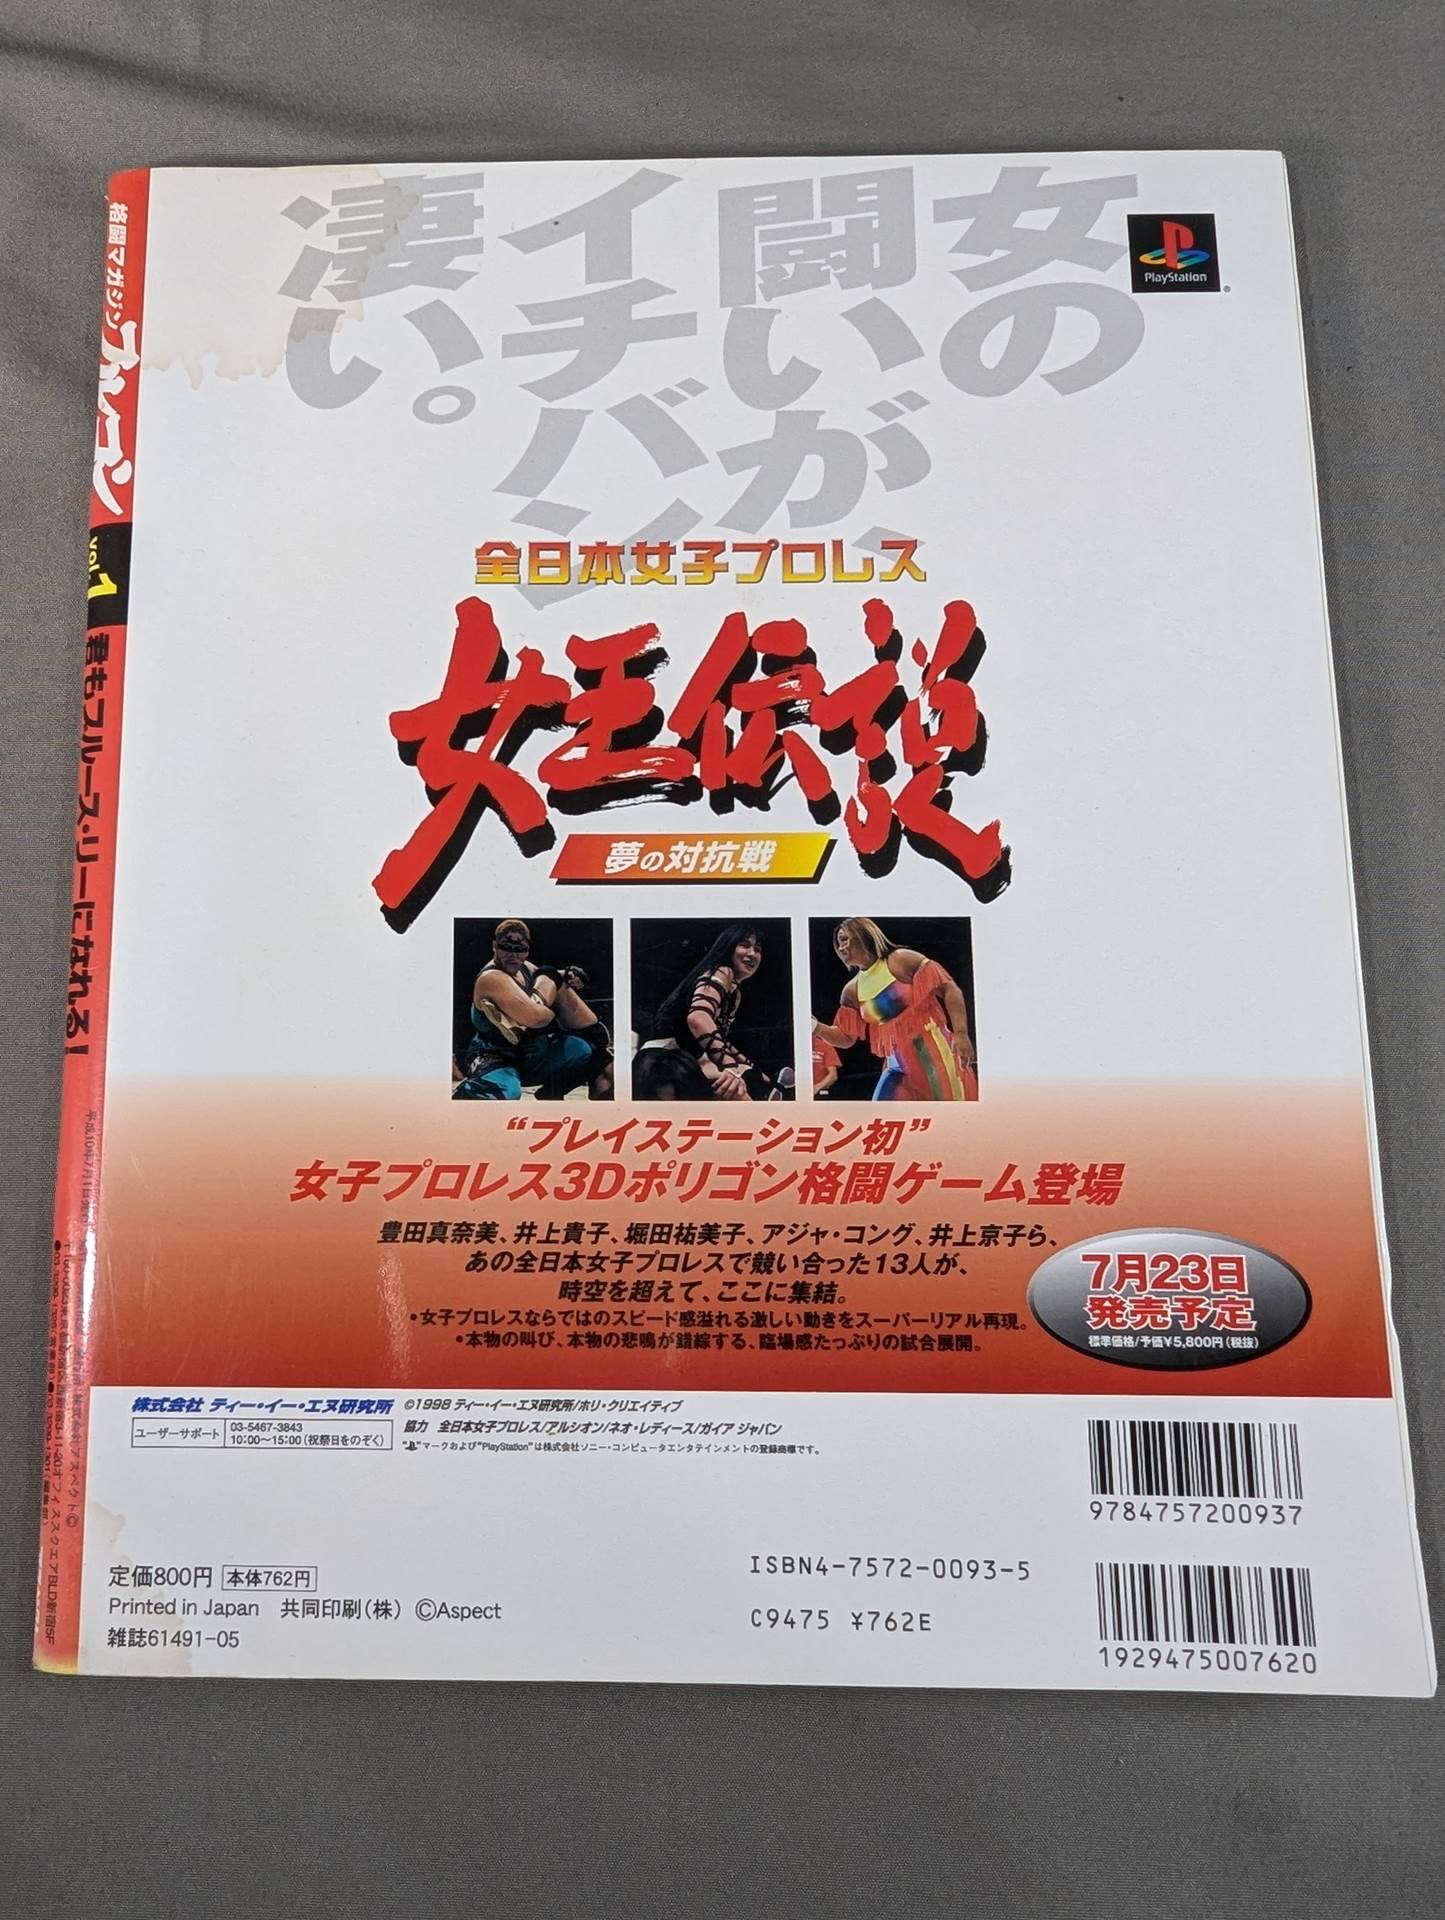 女の
闘いが、
イチバン
凄い。
PlayStation
全日本女子プロレス
女王伝説
夢の対抗戦
“プレイステーション初”
女子プロレス3Dポリゴン格闘ゲーム登場
豊田真奈美、井上貴子、堀田祐美子、アジャ・コング、井上京子ら、
あの全日本女子プロレスで競い合った13人が、
時空を超えて、ここに集結。
・女子プロレスならではのスピード感溢れる激しい動きをスーパーリアル再現。
・本物の叫び、本物の悲鳴が錯綜する、臨場感たっぷりの試合展開。
7月23日
発売予定
標準価格/予価¥5,800円(税抜)
株式会社 ティー・イー・エヌ研究所
ユーザーサポート
03-5467-3843
10:00〜15:00(祝祭日をのぞく)
©1998 ティー・イー・エヌ研究所/ホリ・クリエイティブ
協力 全日本女子プロレス/アルシオン/ネオ・レディース/ガイア ジャパン
"PS"マークおよび"PlayStation"は株式会社ソニー・コンピュータエンタテインメントの登録商標です。
9784757200937
ISBN4-7572-0093-5
C9475 ¥762E
1929475007620
定価800円 本体762円
Printed in Japan 共同印刷(株) ©Aspect
雑誌61491-05
格闘マガジン
vol.1
君もブルース・リーになれる!
平成10年7月1日発行